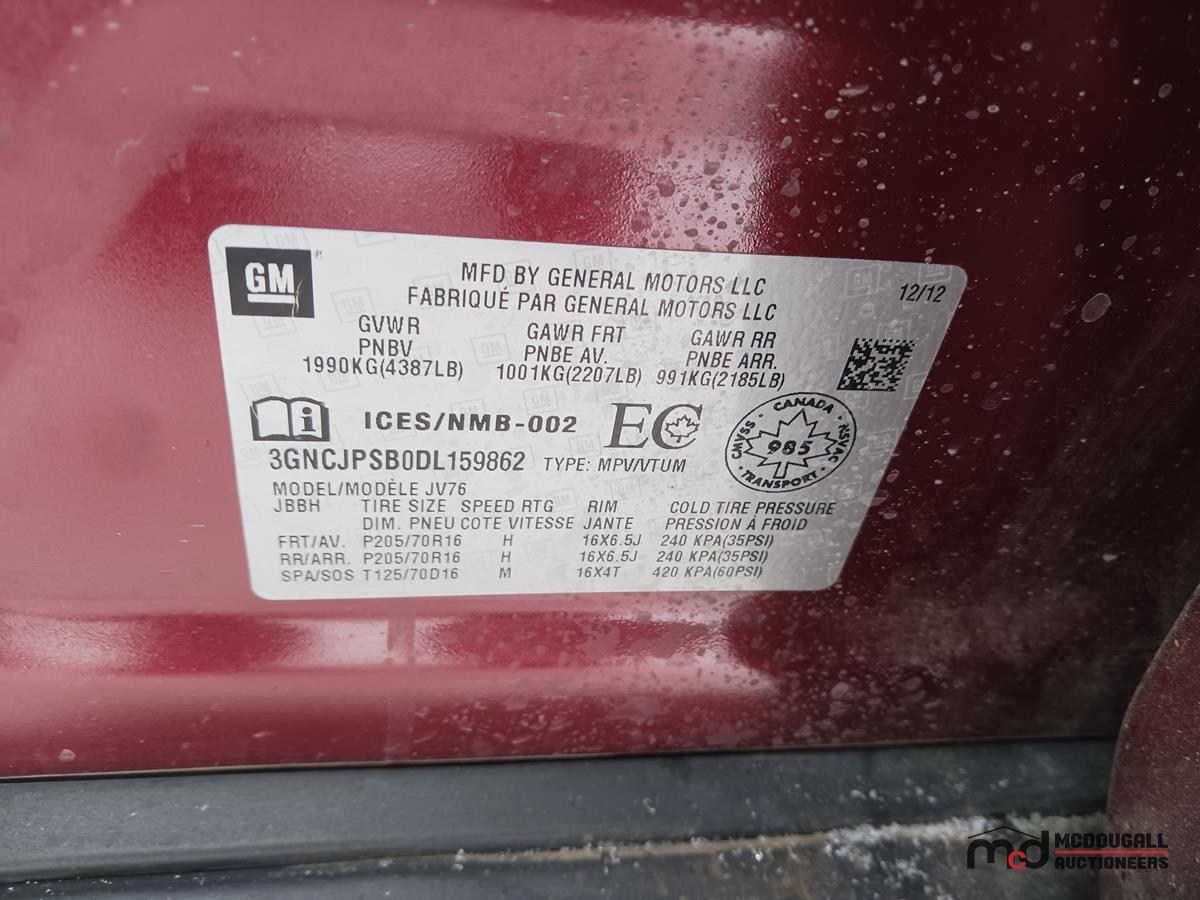 GM
MFD BY GENERAL MOTORS LLC
FABRIQUÉ PAR GENERAL MOTORS LLC
12/12
GVWR GAWR FRT GAWR RR
PNBV PNBE AV. PNBE ARR.
1990KG(4387LB) 1001KG(2207LB) 991KG(2185LB)
i ICES/NMB-002 EC
CANADA
CMVSS 985 NSVAC
TRANSPORT
3GNCJPSB0DL159862 TYPE: MPV/VTUM
MODEL/MODÈLE JV76
JBBH TIRE SIZE SPEED RTG RIM COLD TIRE PRESSURE
DIM. PNEU COTE VITESSE JANTE PRESSION À FROID
FRT/AV. P205/70R16 H 16X6.5J 240 KPA(35PSI)
RR/ARR. P205/70R16 H 16X6.5J 240 KPA(35PSI)
SPA/SOS T125/70D16 M 16X4T 420 KPA(60PSI)
mcd MCDOUGALL
AUCTIONEERS